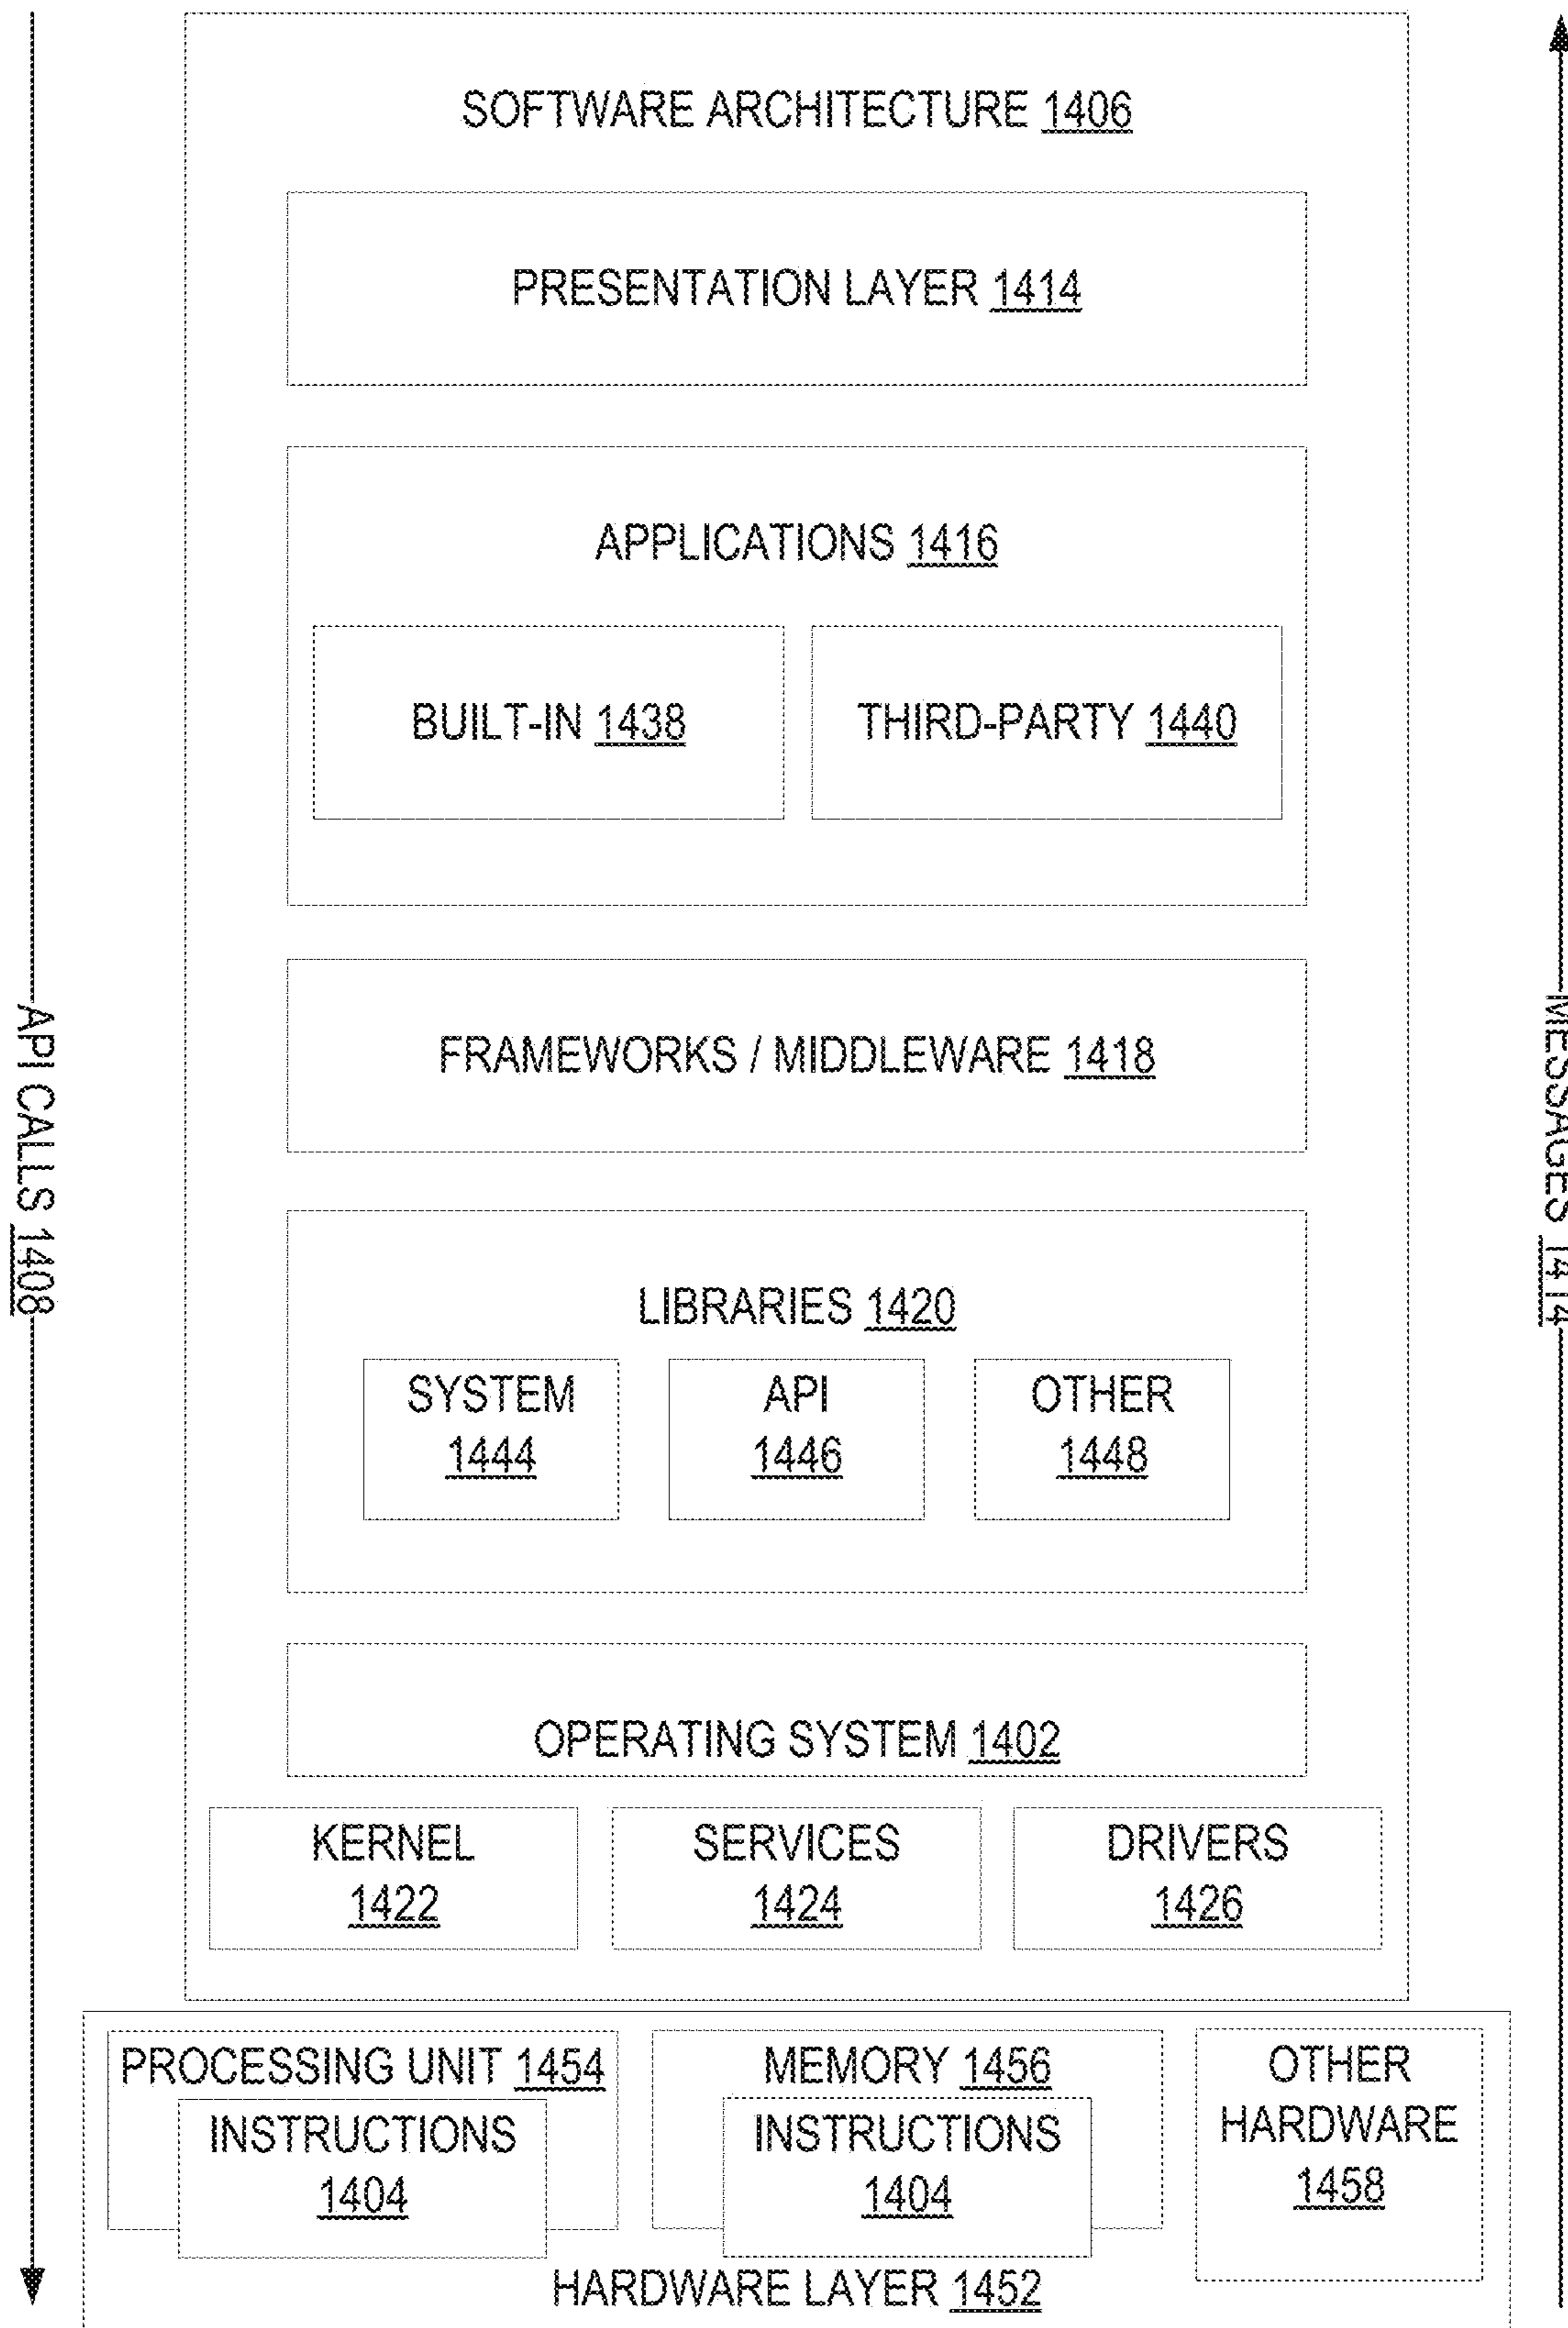 SOFTWARE ARCHITECTURE 1406
PRESENTATION LAYER 1414
APPLICATIONS 1416
BUILT-IN 1438
THIRD-PARTY 1440
FRAMEWORKS / MIDDLEWARE 1418
LIBRARIES 1420
SYSTEM
1444
API
1446
OTHER
1448
OPERATING SYSTEM 1402
KERNEL
1422
SERVICES
1424
DRIVERS
1426
PROCESSING UNIT 1454
INSTRUCTIONS
1404
MEMORY 1456
INSTRUCTIONS
1404
OTHER
HARDWARE
1458
HARDWARE LAYER 1452
API CALLS 1408
MESSAGES 1414